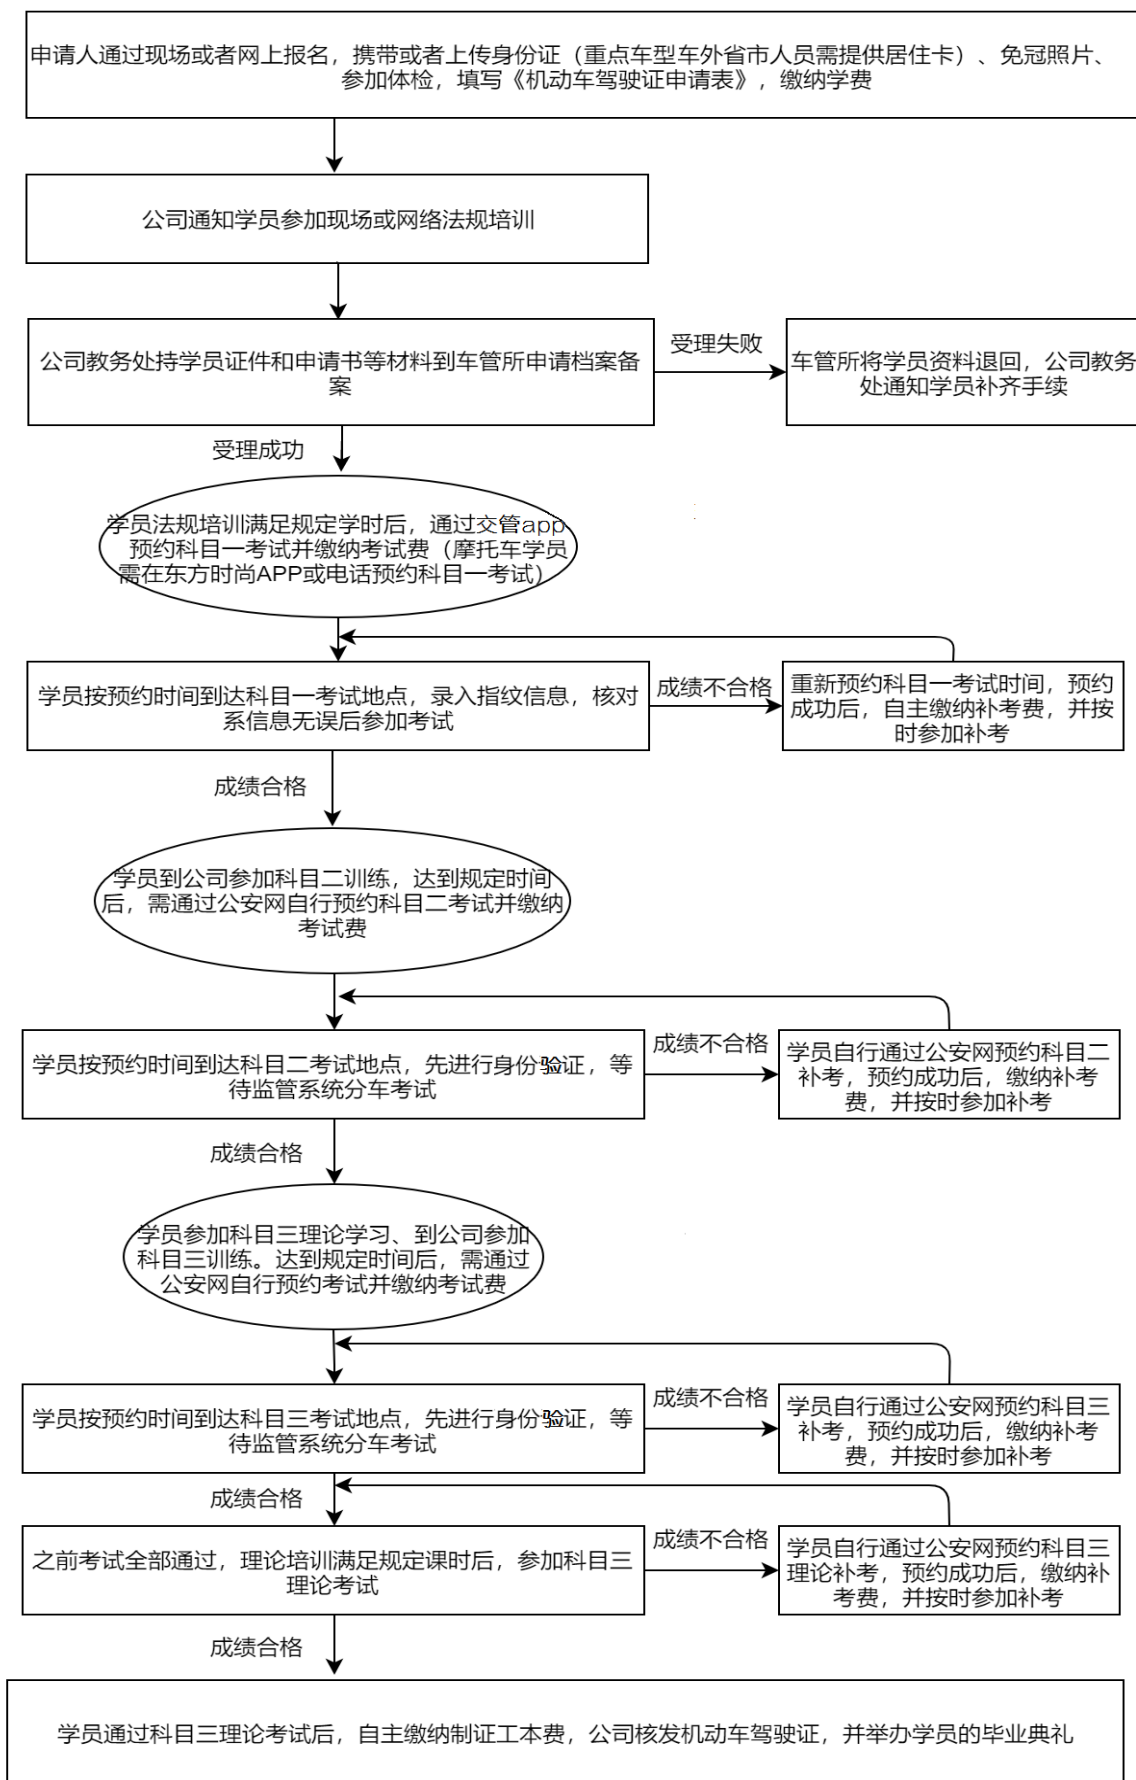 申请人通过现场或者网上报名，携带或者上传身份证（重点车型车外省市人员需提供居住卡）、免冠照片、
参加体检，填写《机动车驾驶证申请表》，缴纳学费
公司通知学员参加现场或网络法规培训
公司教务处持学员证件和申请书等材料到车管所申请档案备
案
受理失败
车管所将学员资料退回，公司教务
处通知学员补齐手续
受理成功
学员法规培训满足规定学时后，通过交管app
预约科目一考试并缴纳考试费（摩托车学员
需在东方时尚APP或电话预约科目一考试）
学员按预约时间到达科目一考试地点，录入指纹信息，核对
系信息无误后参加考试
成绩不合格
重新预约科目一考试时间，预约
成功后，自主缴纳补考费，并按
时参加补考
成绩合格
学员到公司参加科目二训练，达到规定时间
后，需通过公安网自行预约科目二考试并缴纳
考试费
学员按预约时间到达科目二考试地点，先进行身份验证，等
待监管系统分车考试
成绩不合格
学员自行通过公安网预约科目二
补考，预约成功后，缴纳补考
费，并按时参加补考
成绩合格
学员参加科目三理论学习、到公司参加
科目三训练。达到规定时间后，需通过
公安网自行预约考试并缴纳考试费
学员按预约时间到达科目三考试地点，先进行身份验证，等
待监管系统分车考试
成绩不合格
学员自行通过公安网预约科目三
补考，预约成功后，缴纳补考
费，并按时参加补考
成绩合格
之前考试全部通过，理论培训满足规定课时后，参加科目三
理论考试
成绩不合格
学员自行通过公安网预约科目三
理论补考，预约成功后，缴纳补
考费，并按时参加补考
成绩合格
学员通过科目三理论考试后，自主缴纳制证工本费，公司核发机动车驾驶证，并举办学员的毕业典礼